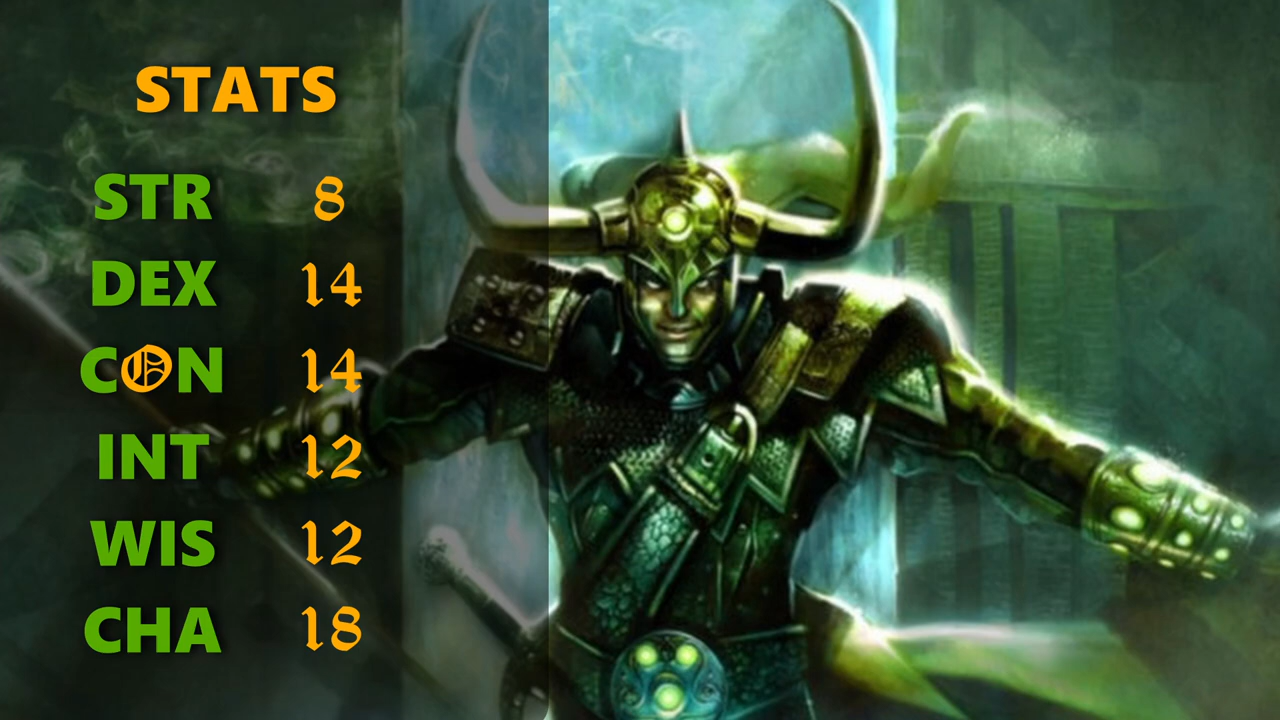 STATS
STR 8
DEX 14
CON 14
INT 12
WIS 12
CHA 18